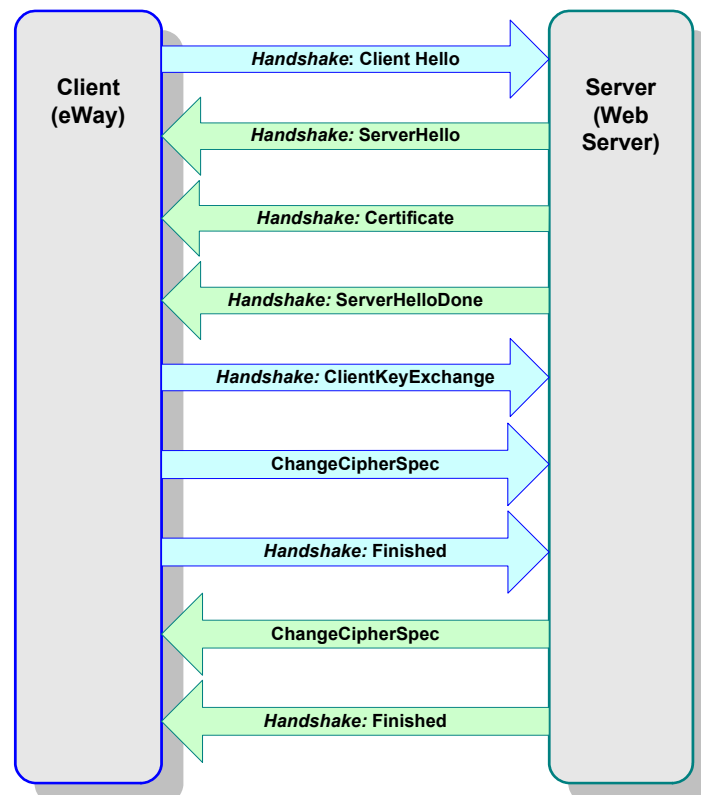 Client
(eWay)
Server
(Web
Server)
Handshake: Client Hello
Handshake: ServerHello
Handshake: Certificate
Handshake: ServerHelloDone
Handshake: ClientKeyExchange
ChangeCipherSpec
Handshake: Finished
ChangeCipherSpec
Handshake: Finished